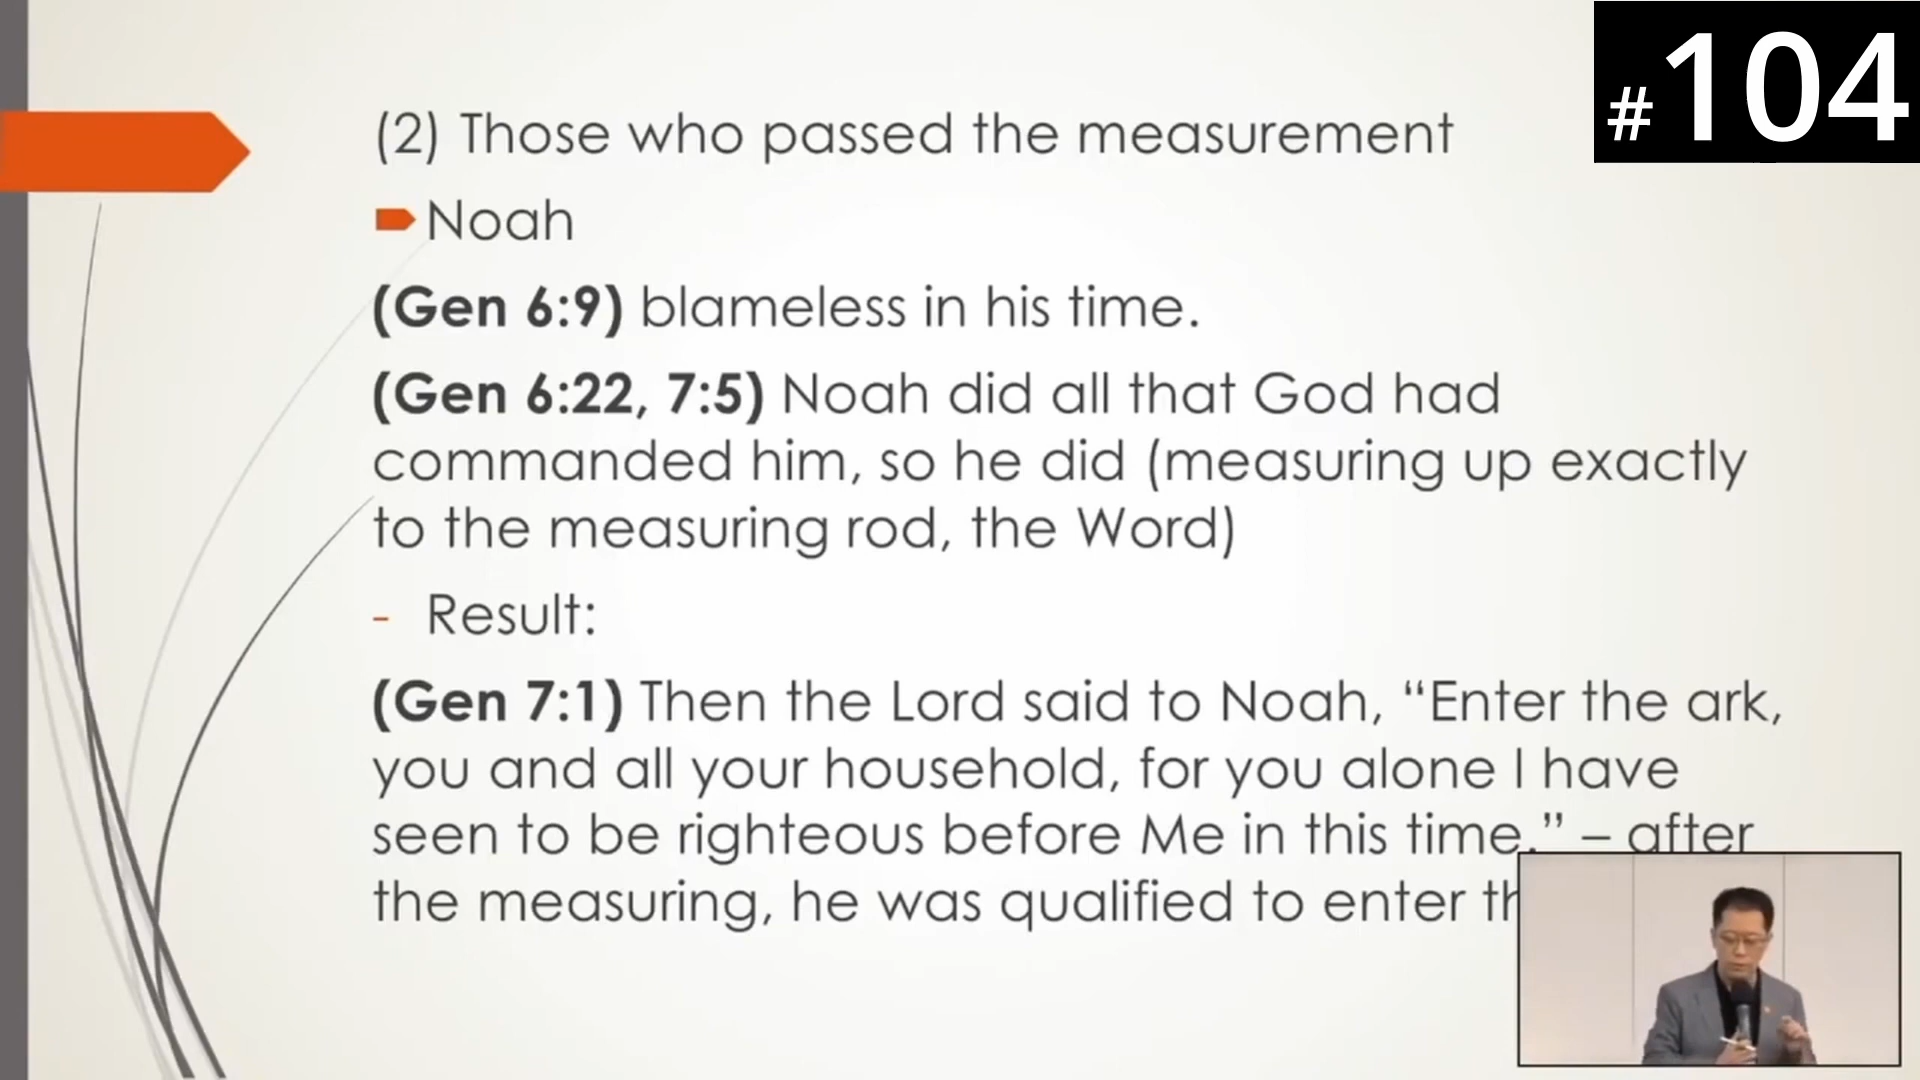 #104
(2) Those who passed the measurement
Noah
(Gen 6:9) blameless in his time.
(Gen 6:22, 7:5) Noah did all that God had
commanded him, so he did (measuring up exactly
to the measuring rod, the Word)
- Result:
(Gen 7:1) Then the Lord said to Noah, “Enter the ark,
you and all your household, for you alone I have
seen to be righteous before Me in this time.” – after
the measuring, he was qualified to enter